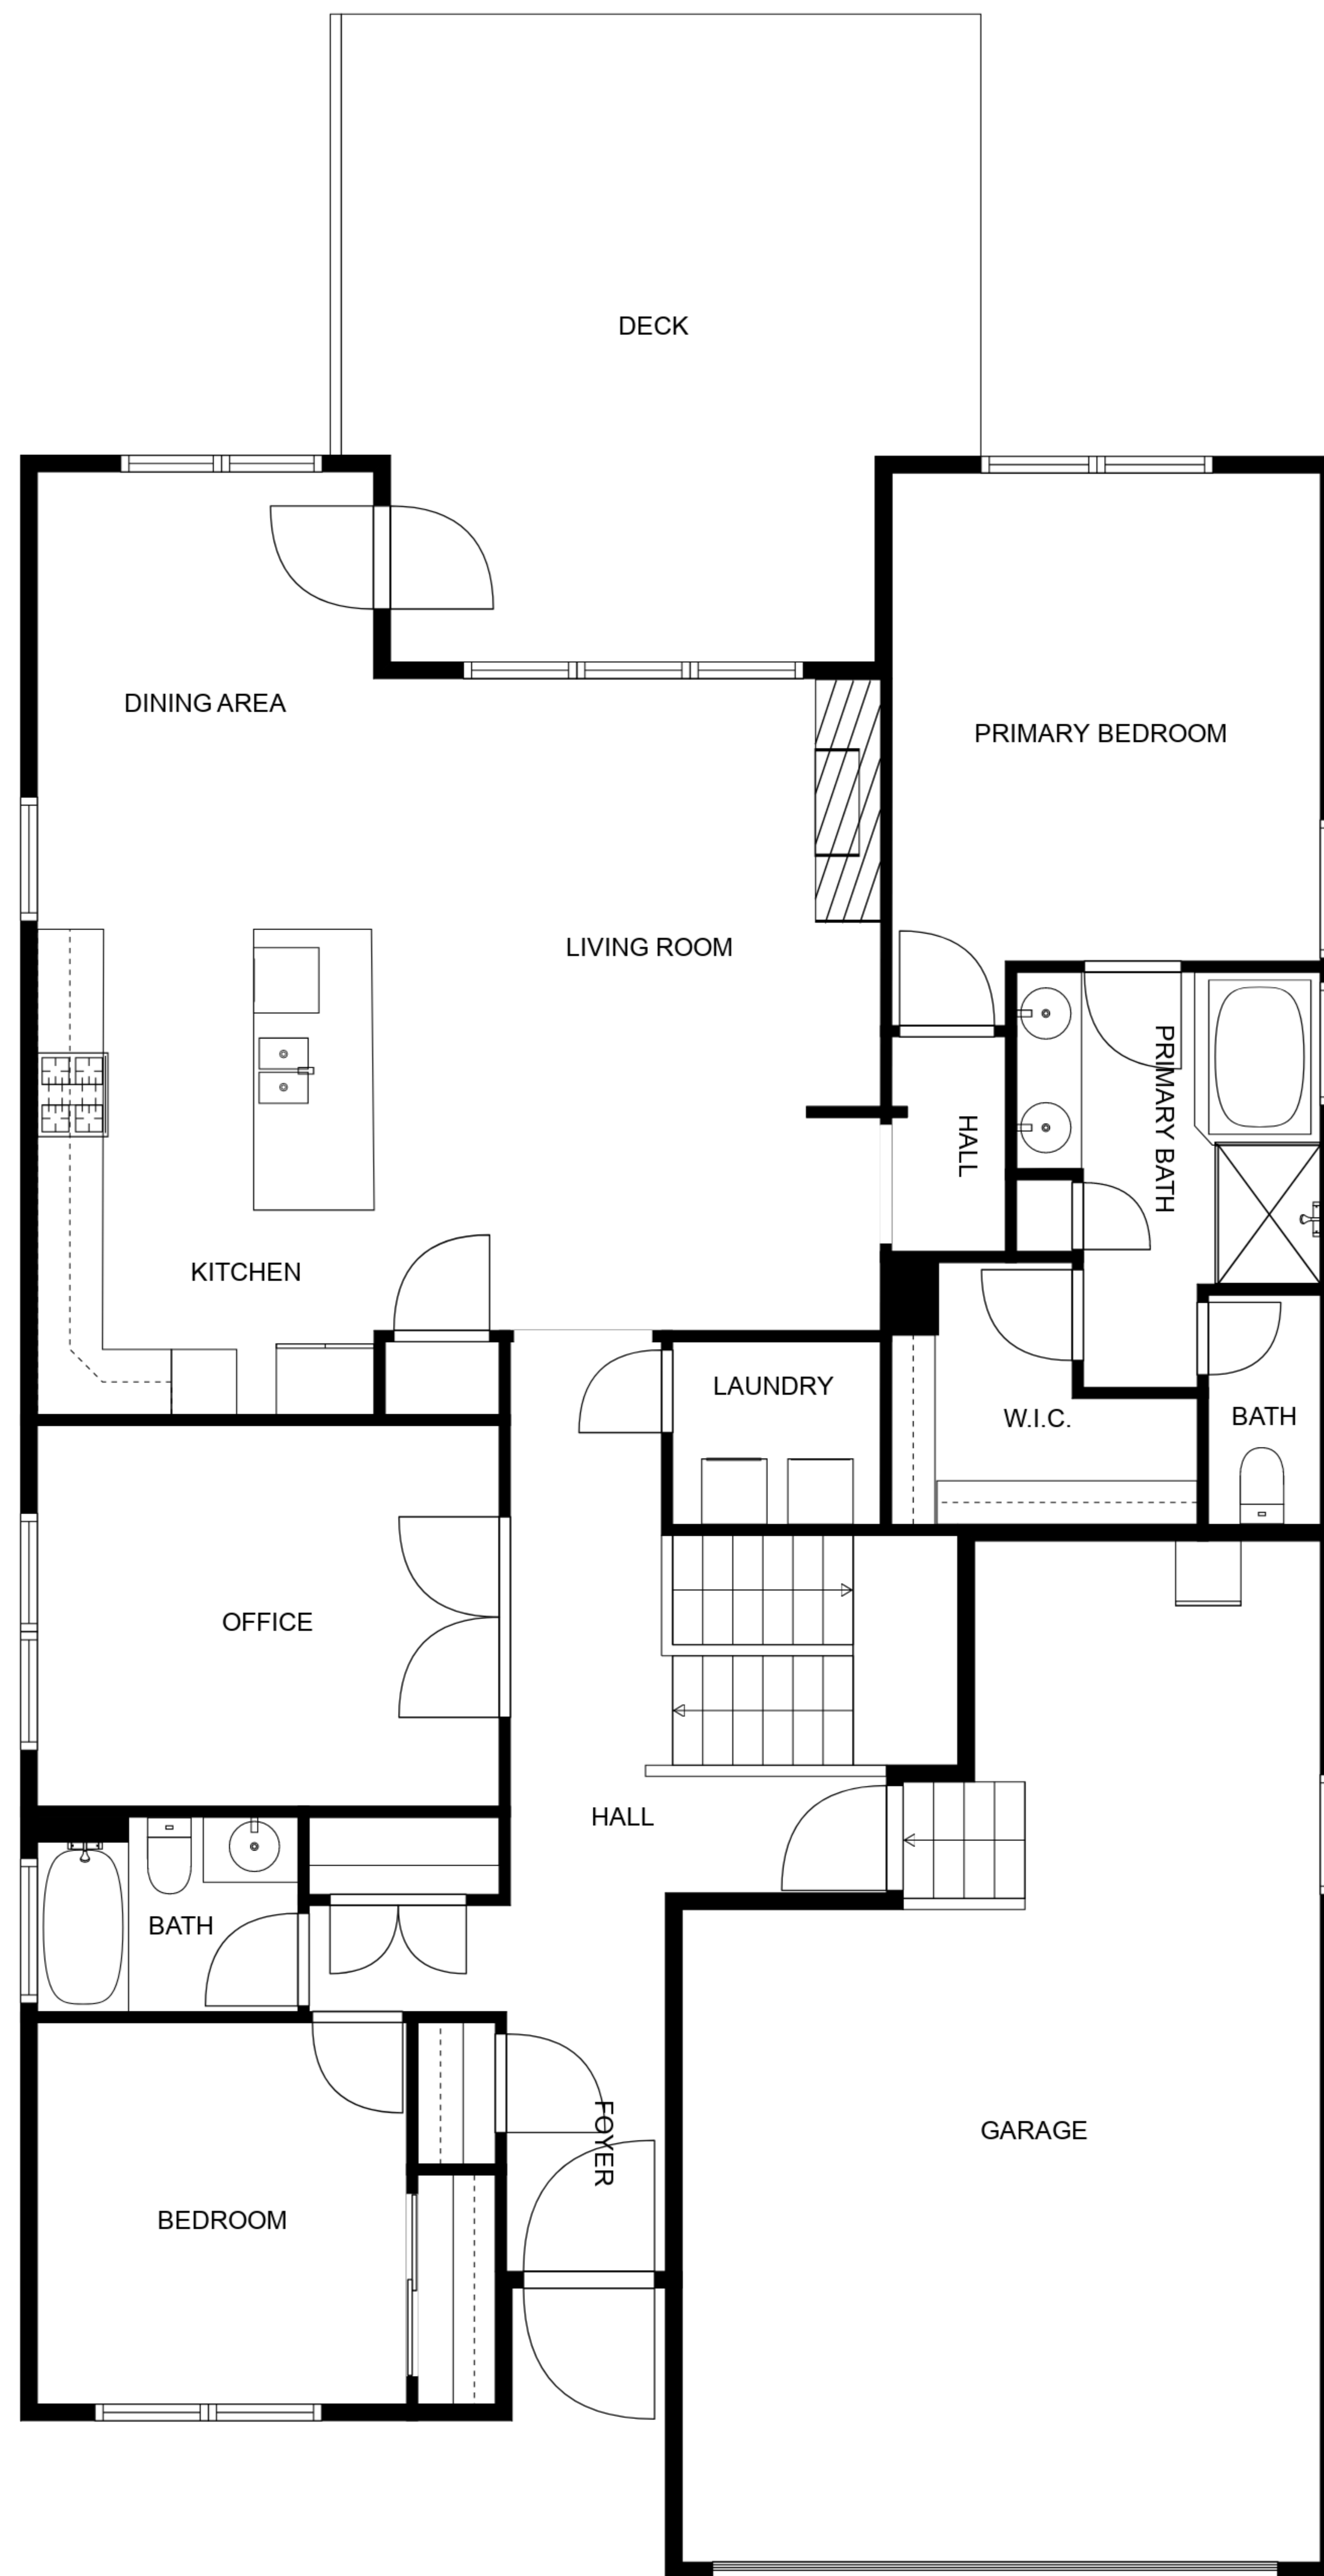 DECK
DINING AREA
PRIMARY BEDROOM
LIVING ROOM
PRIMARY BATH
HALL
KITCHEN
LAUNDRY
W.I.C.
BATH
OFFICE
HALL
BATH
FOYER
GARAGE
BEDROOM